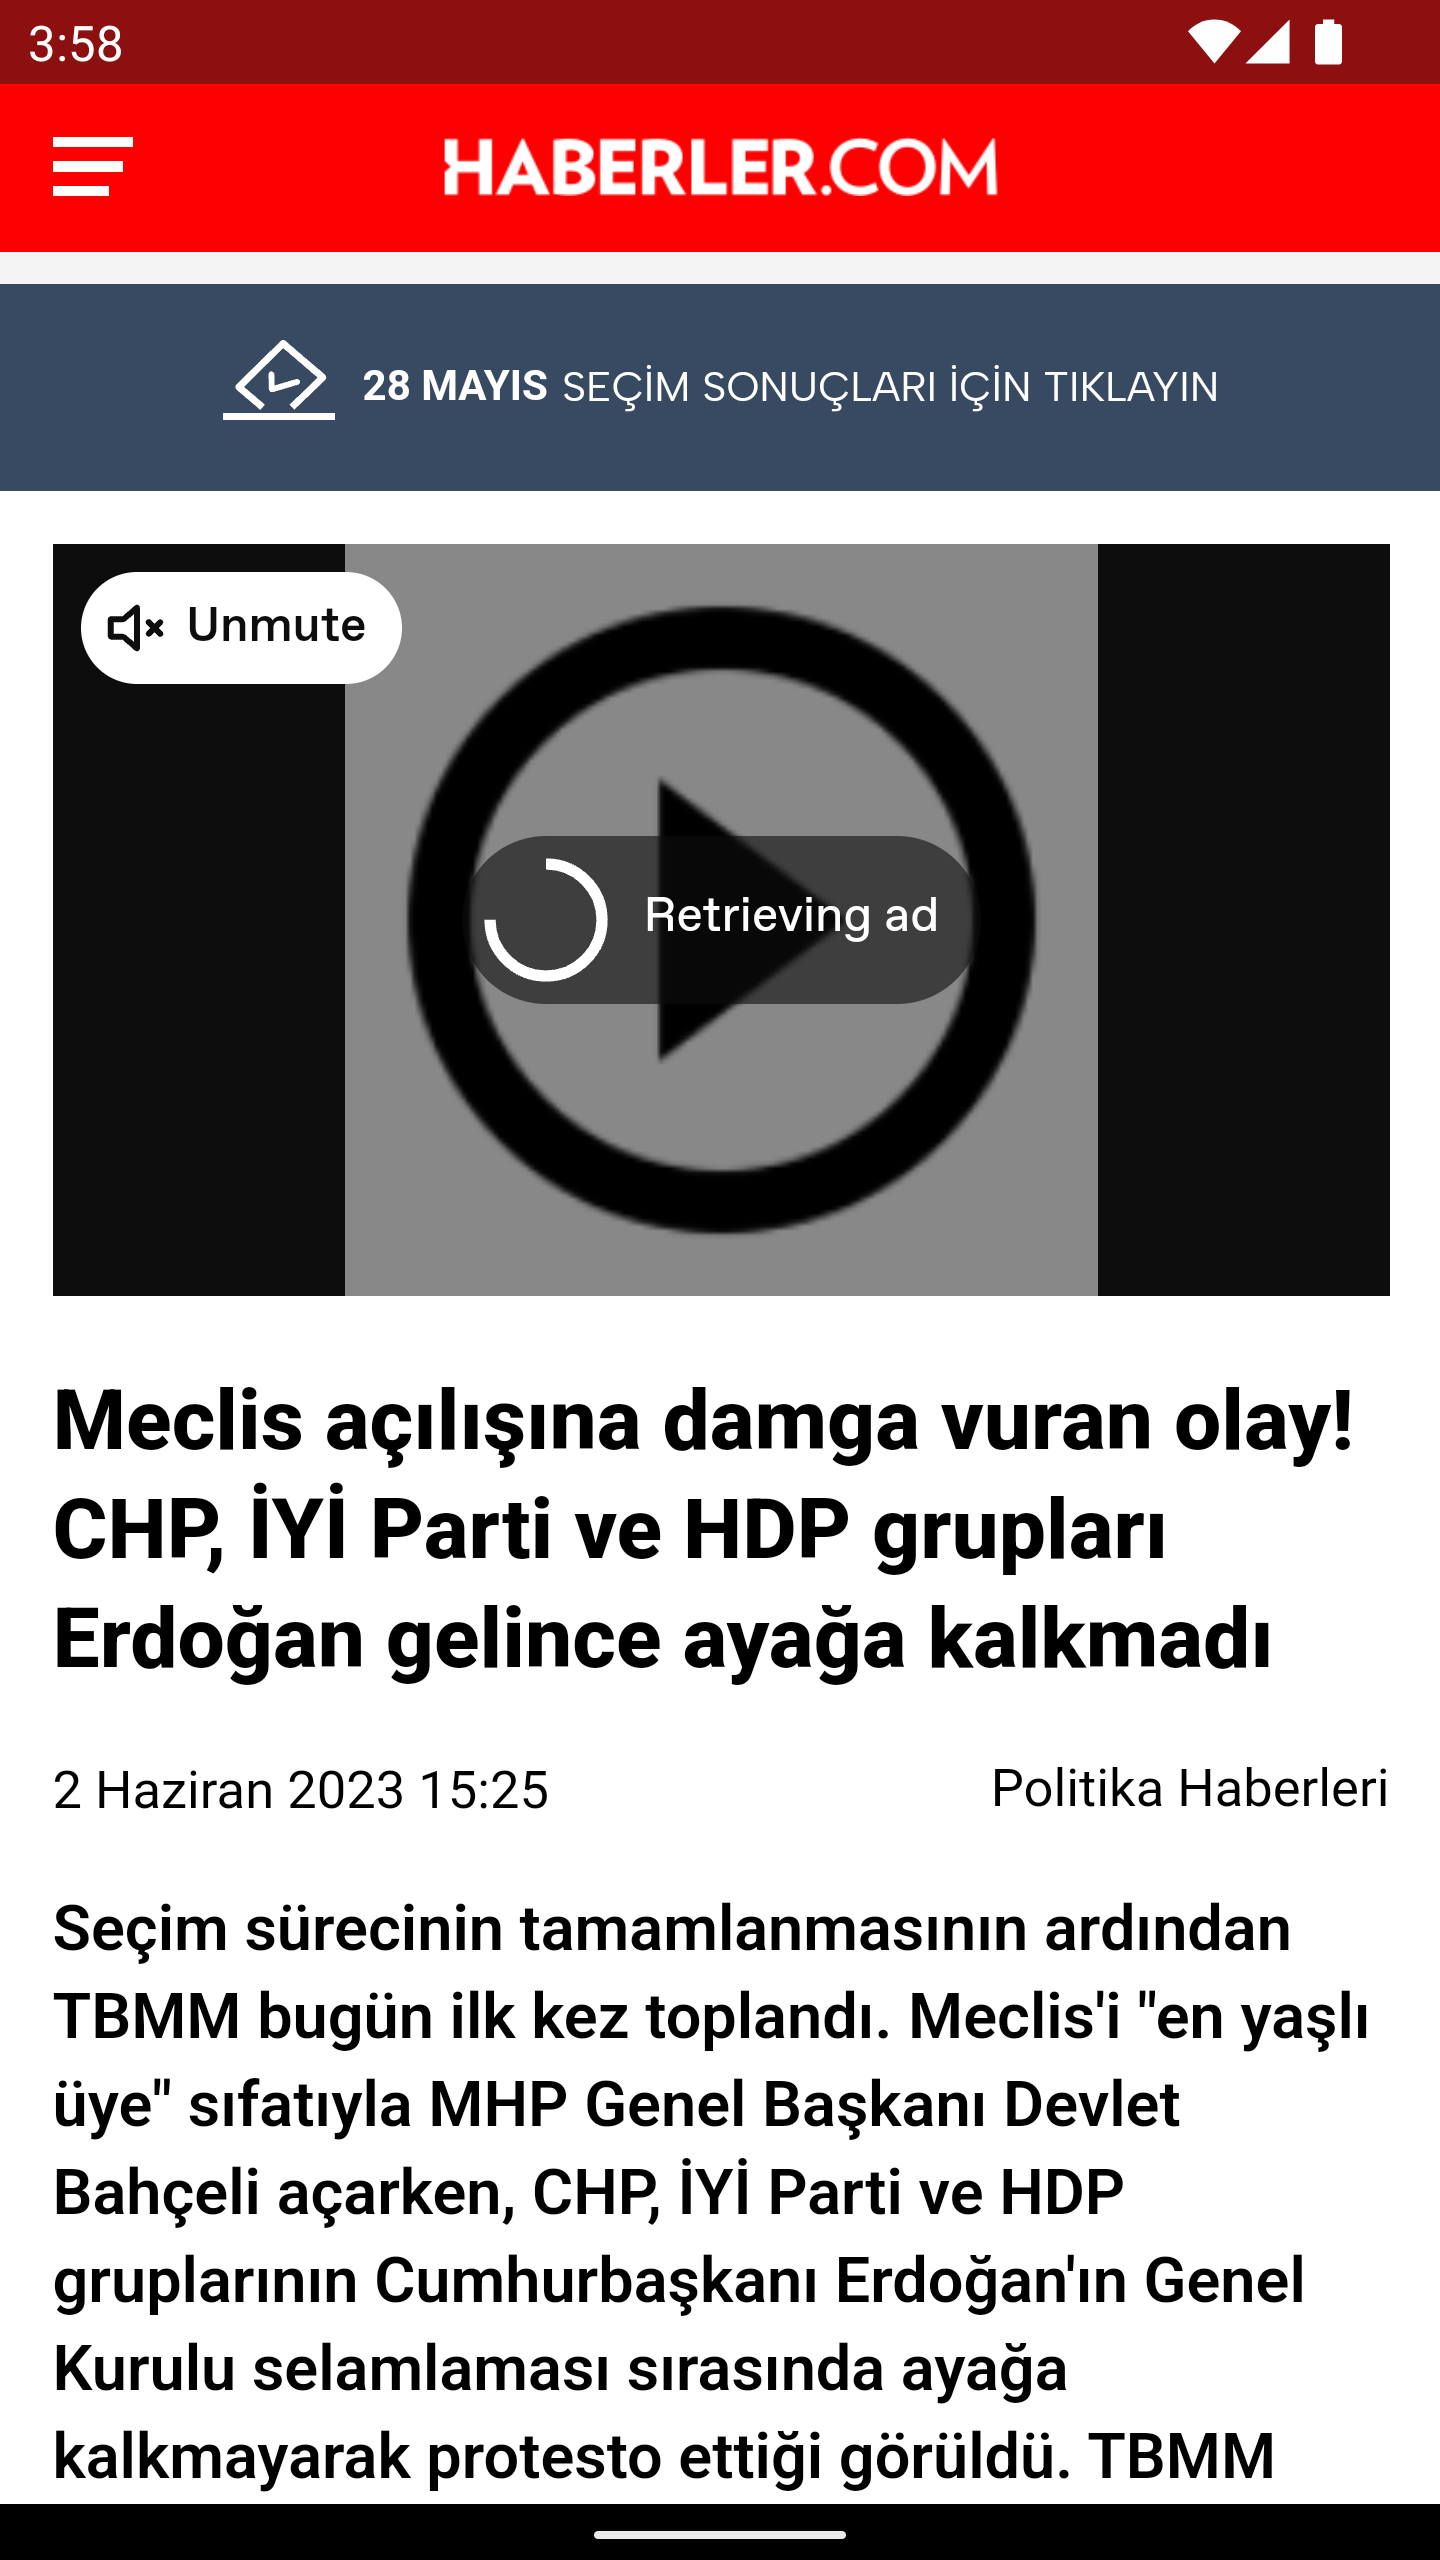 3:58
HABERLER.COM
28 MAYIS SEÇİM SONUÇLARI İÇİN TIKLAYIN
Unmute
Retrieving ad
Meclis açılışına damga vuran olay!
CHP, İYİ Parti ve HDP grupları
Erdoğan gelince ayağa kalkmadı
2 Haziran 2023 15:25
Politika Haberleri
Seçim sürecinin tamamlanmasının ardından
TBMM bugün ilk kez toplandı. Meclis'i "en yaşlı
üye" sıfatıyla MHP Genel Başkanı Devlet
Bahçeli açarken, CHP, İYİ Parti ve HDP
gruplarının Cumhurbaşkanı Erdoğan'ın Genel
Kurulu selamlaması sırasında ayağa
kalkmayarak protesto ettiği görüldü. TBMM